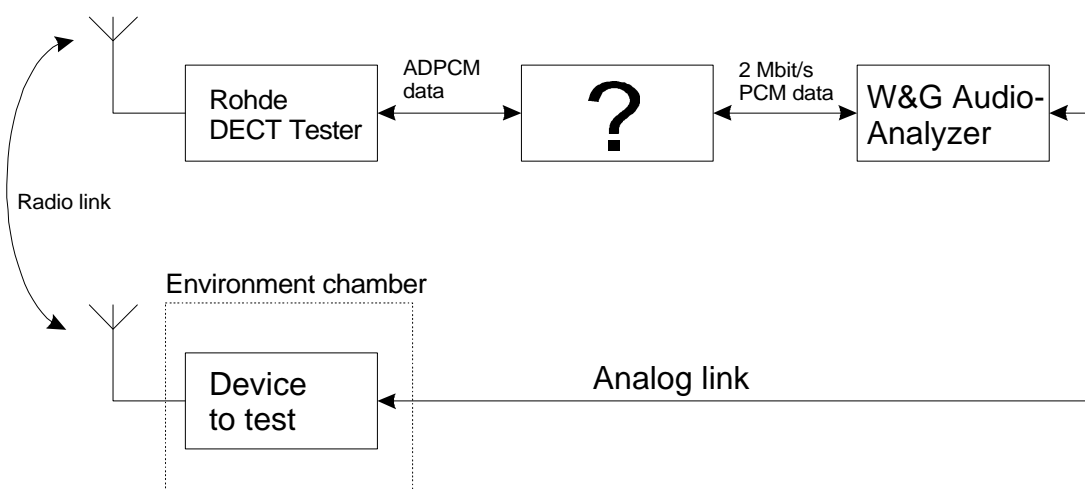 ADPCM
data
2 Mbit/s
PCM data
Rohde
DECT Tester
?
W&G Audio-
Analyzer
Radio link
Environment chamber
Device
to test
Analog link